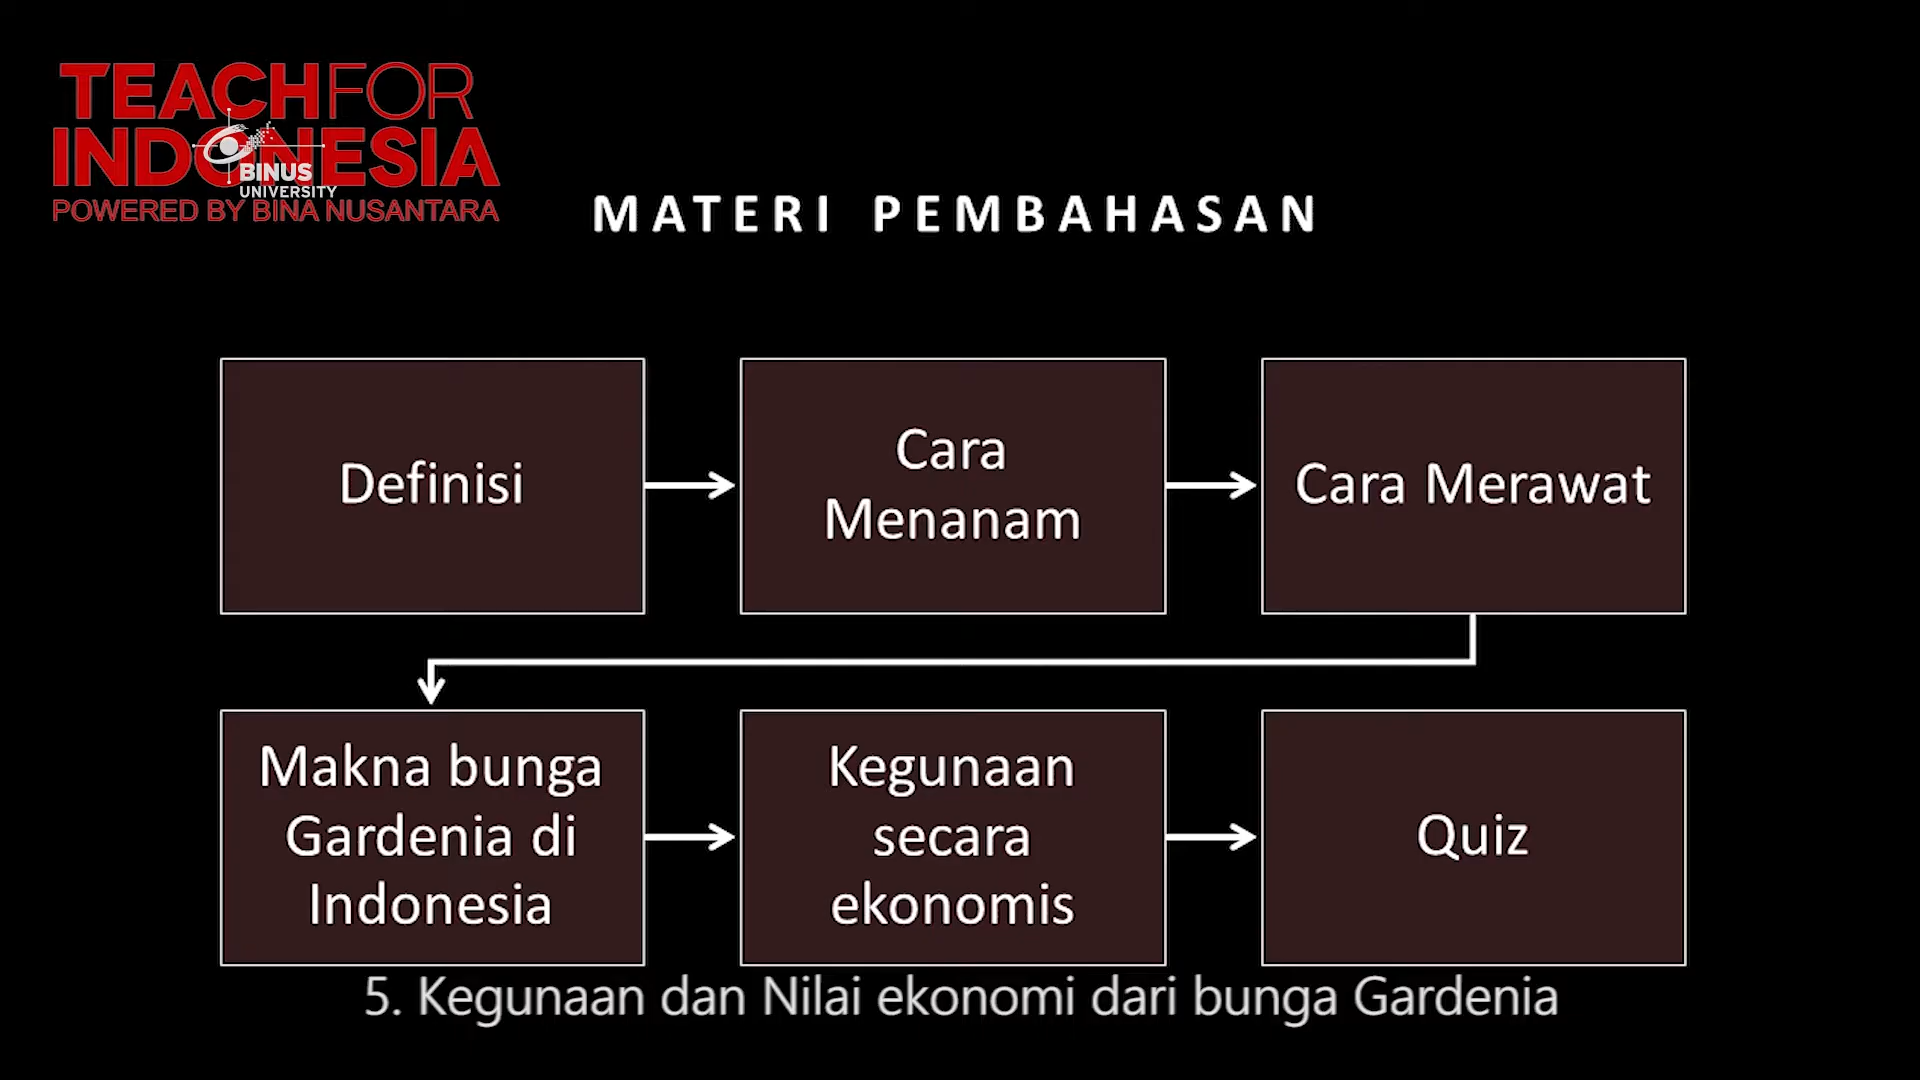 TEACHFOR
INDONESIA
BINUS
UNIVERSITY
POWERED BY BINA NUSANTARA
MATERI PEMBAHASAN
Definisi
Cara
Menanam
Cara Merawat
Makna bunga
Gardenia di
Indonesia
Kegunaan
secara
ekonomis
Quiz
5. Kegunaan dan Nilai ekonomi dari bunga Gardenia